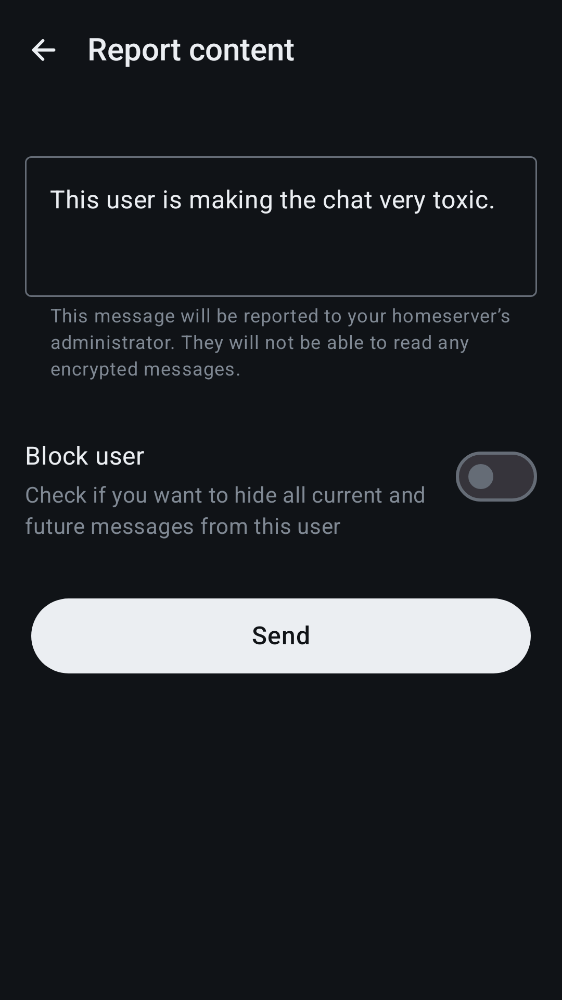 Report content
This user is making the chat very toxic.
This message will be reported to your homeserver’s
administrator. They will not be able to read any
encrypted messages.
Block user
Check if you want to hide all current and
future messages from this user
Send